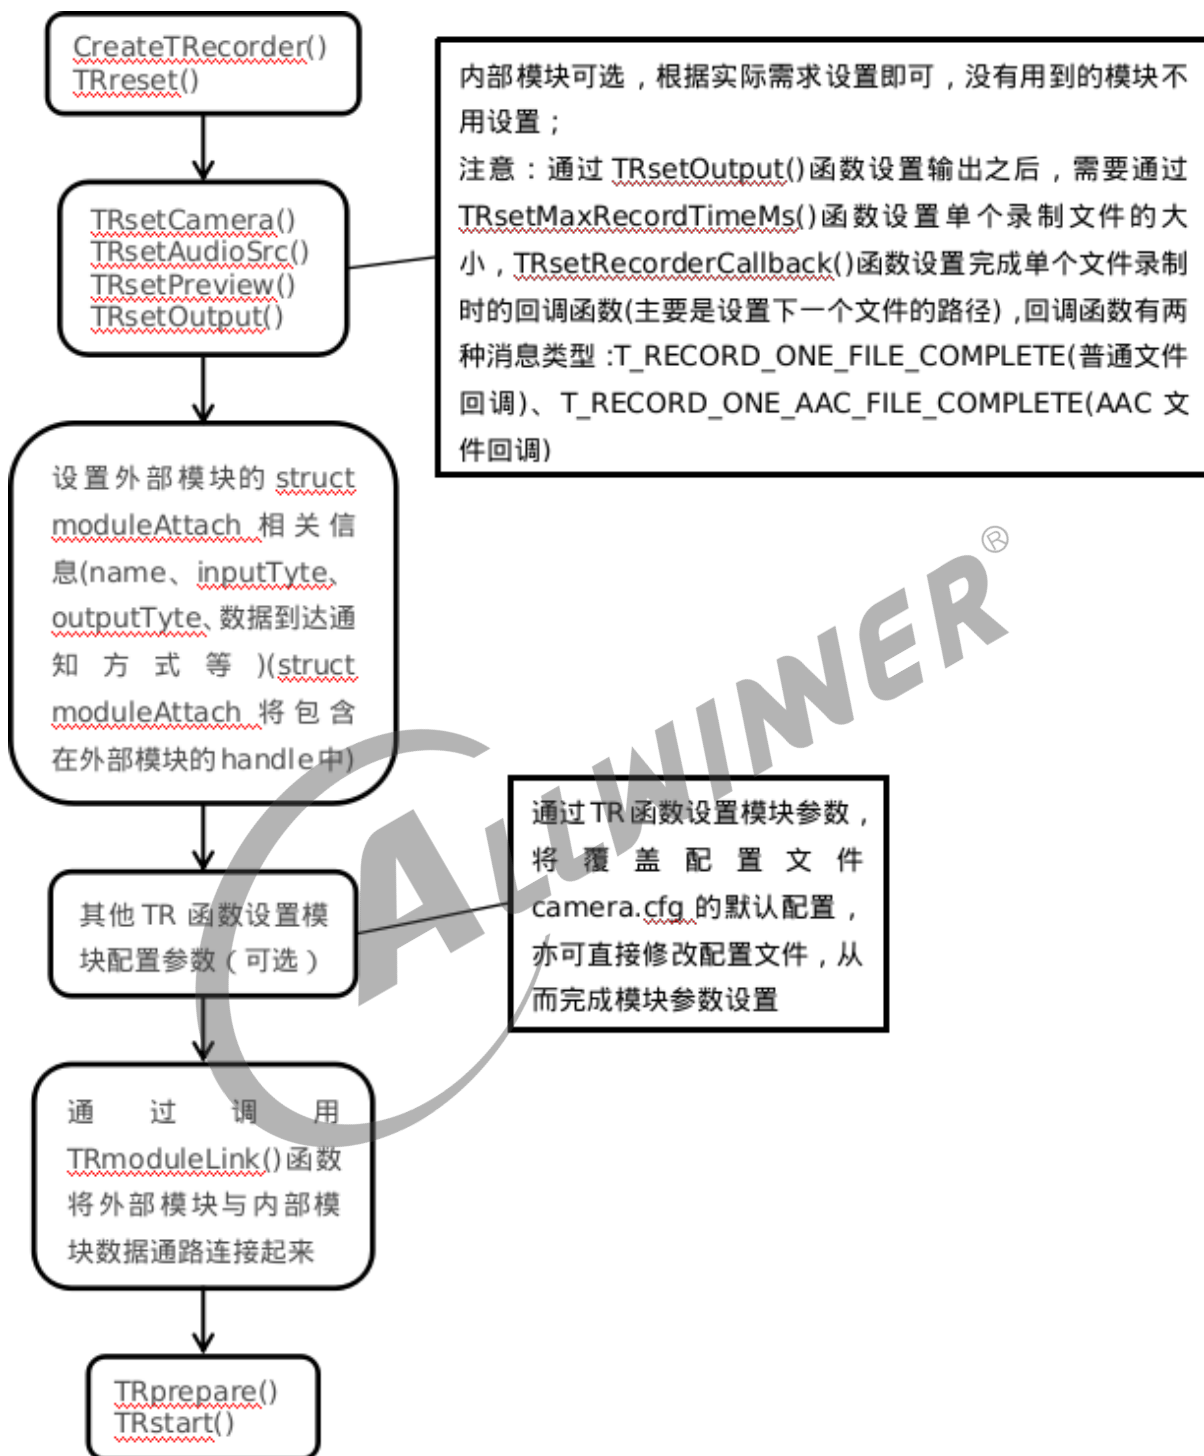 CreateTRecorder()
TRreset()
TRsetCamera()
TRsetAudioSrc()
TRsetPreview()
TRsetOutput()
内部模块可选，根据实际需求设置即可，没有用到的模块不
用设置；
注意：通过 TRsetOutput()函数设置输出之后，需要通过
TRsetMaxRecordTimeMs()函数设置单个录制文件的大
小，TRsetRecorderCallback()函数设置完成单个文件录制
时的回调函数(主要是设置下一个文件的路径) ,回调函数有两
种消息类型 :T_RECORD_ONE_FILE_COMPLETE(普通文件
回调)、T_RECORD_ONE_AAC_FILE_COMPLETE(AAC 文
件回调)
设置外部模块的 struct
moduleAttach 相关信
息(name、inputTyte、
outputTyte、数据到达通
知方式等)(struct
moduleAttach 将包含
在外部模块的handle中)
其他 TR 函数设置模
块配置参数（可选）
通过TR函数设置模块参数，
将覆盖配置文件
camera.cfg 的默认配置，
亦可直接修改配置文件，从
而完成模块参数设置
通过调用
TRmoduleLink()函数
将外部模块与内部模
块数据通路连接起来
TRprepare()
TRstart()
ALLWINNER®